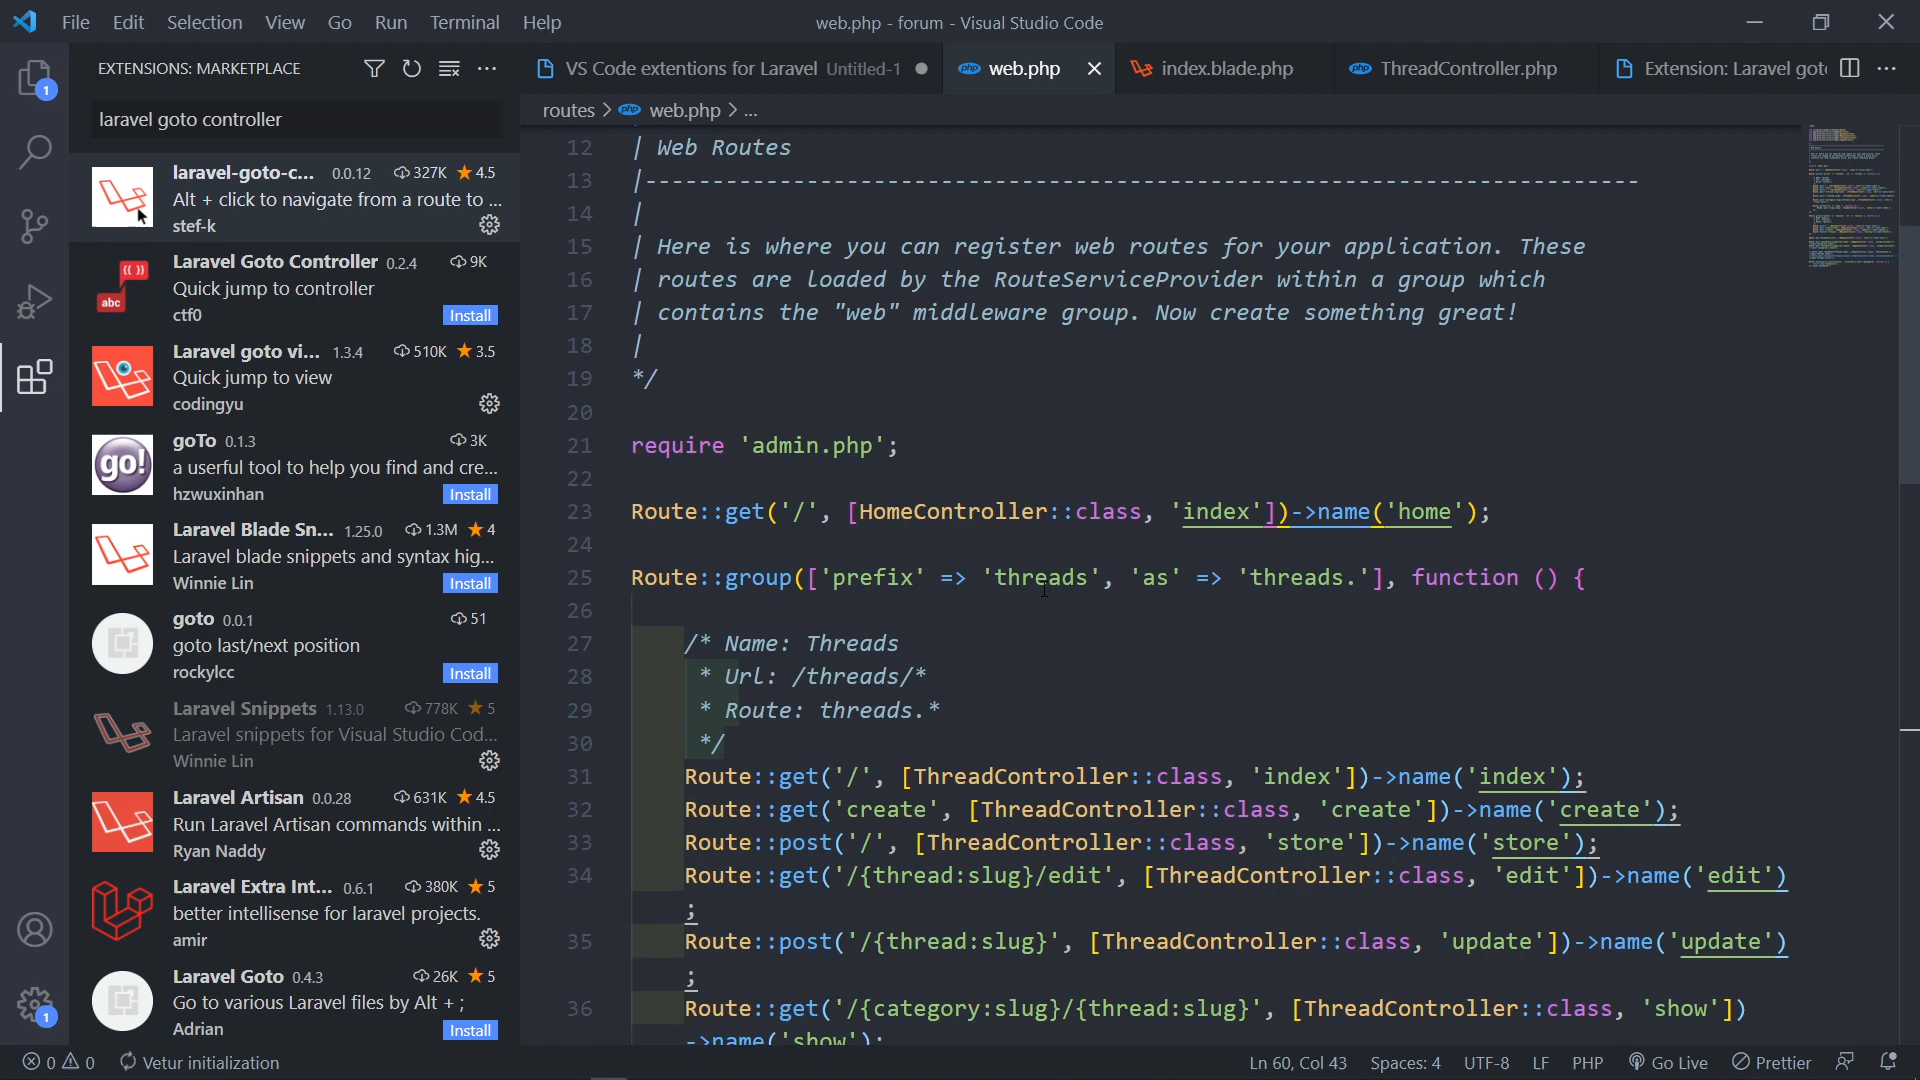 File Edit Selection View Go Run Terminal Help
web.php - forum - Visual Studio Code
EXTENSIONS: MARKETPLACE
laravel goto controller
laravel-goto-c... 0.0.12 327K 4.5
Alt + click to navigate from a route to ...
stef-k
Laravel Goto Controller 0.2.4 9K
Quick jump to controller
ctf0 Install
{{ }}
abc
Laravel goto vi... 1.3.4 510K 3.5
Quick jump to view
codingyu
goTo 0.1.3 3K
a userful tool to help you find and cre...
hzwuxinhan Install
go!
Laravel Blade Sn... 1.25.0 1.3M 4
Laravel blade snippets and syntax hig...
Winnie Lin Install
goto 0.0.1 51
goto last/next position
rockylcc Install
Laravel Snippets 1.13.0 778K 5
Laravel snippets for Visual Studio Cod...
Winnie Lin
Laravel Artisan 0.0.28 631K 4.5
Run Laravel Artisan commands within ...
Ryan Naddy
Laravel Extra Int... 0.6.1 380K 5
better intellisense for laravel projects.
amir
Laravel Goto 0.4.3 26K 5
Go to various Laravel files by Alt + ;
Adrian Install
1
1
VS Code extentions for Laravel Untitled-1 php web.php index.blade.php php ThreadController.php Extension: Laravel got
routes > php web.php > ...
12 | Web Routes
13 |--------------------------------------------------------------------------
14 |
15 | Here is where you can register web routes for your application. These
16 | routes are loaded by the RouteServiceProvider within a group which
17 | contains the "web" middleware group. Now create something great!
18 |
19 */
20
21 require 'admin.php';
22
23 Route::get('/', [HomeController::class, 'index'])->name('home');
24
25 Route::group(['prefix' => 'threads', 'as' => 'threads.'], function () {
26
27 /* Name: Threads
28 * Url: /threads/*
29 * Route: threads.*
30 */
31 Route::get('/', [ThreadController::class, 'index'])->name('index');
32 Route::get('create', [ThreadController::class, 'create'])->name('create');
33 Route::post('/', [ThreadController::class, 'store'])->name('store');
34 Route::get('/{thread:slug}/edit', [ThreadController::class, 'edit'])->name('edit')
;
35 Route::post('/{thread:slug}', [ThreadController::class, 'update'])->name('update')
;
36 Route::get('/{category:slug}/{thread:slug}', [ThreadController::class, 'show'])
->name('show');
0 0 Vetur initialization
Ln 60, Col 43 Spaces: 4 UTF-8 LF PHP Go Live Prettier